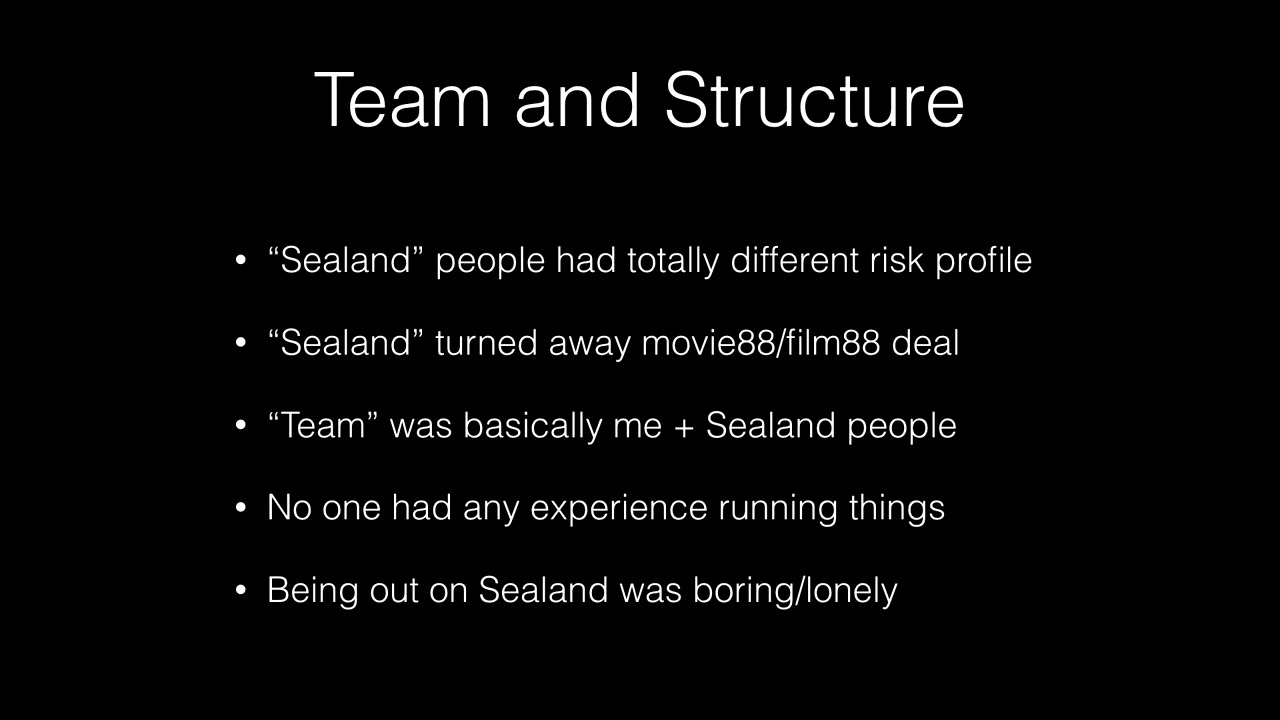 Team and Structure
• “Sealand” people had totally different risk profile
• “Sealand” turned away movie88/film88 deal
• “Team” was basically me + Sealand people
• No one had any experience running things
• Being out on Sealand was boring/lonely